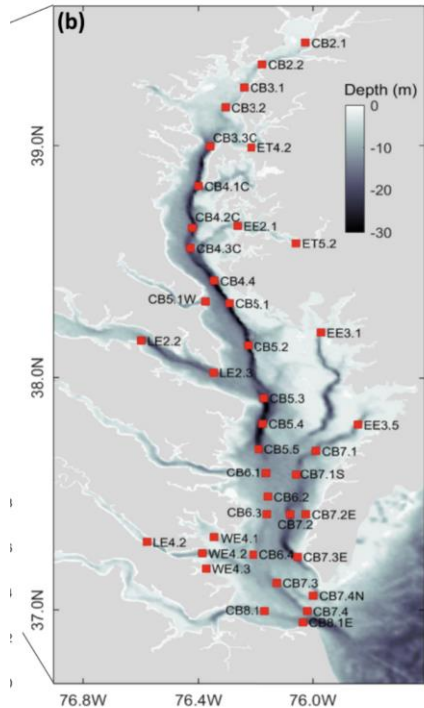 (b)
CB2.1
CB2.2
Depth (m)
CB3.1
0
CB3.2
-10
39.0N
CB3.3C
ET4.2
-20
CB4.1C
-30
CB4.2C
EE2.1
CB4.3C
ET5.2
CB4.4
CB5.1W
CB5.1
EE3.1
LE2.2
CB5.2
38.0N
LE2.3
CB5.3
CB5.4
EE3.5
CB5.5
CB7.1
CB6.1
CB7.1S
CB6.2
CB6.3
CB7.2E
CB7.2
WE4.1
LE4.2
WE4.2
CB6.4
CB7.3E
WE4.3
CB7.3
CB7.4N
37.0N
CB8.1
CB7.4
CB8.1E
76.8W
76.4W
76.0W